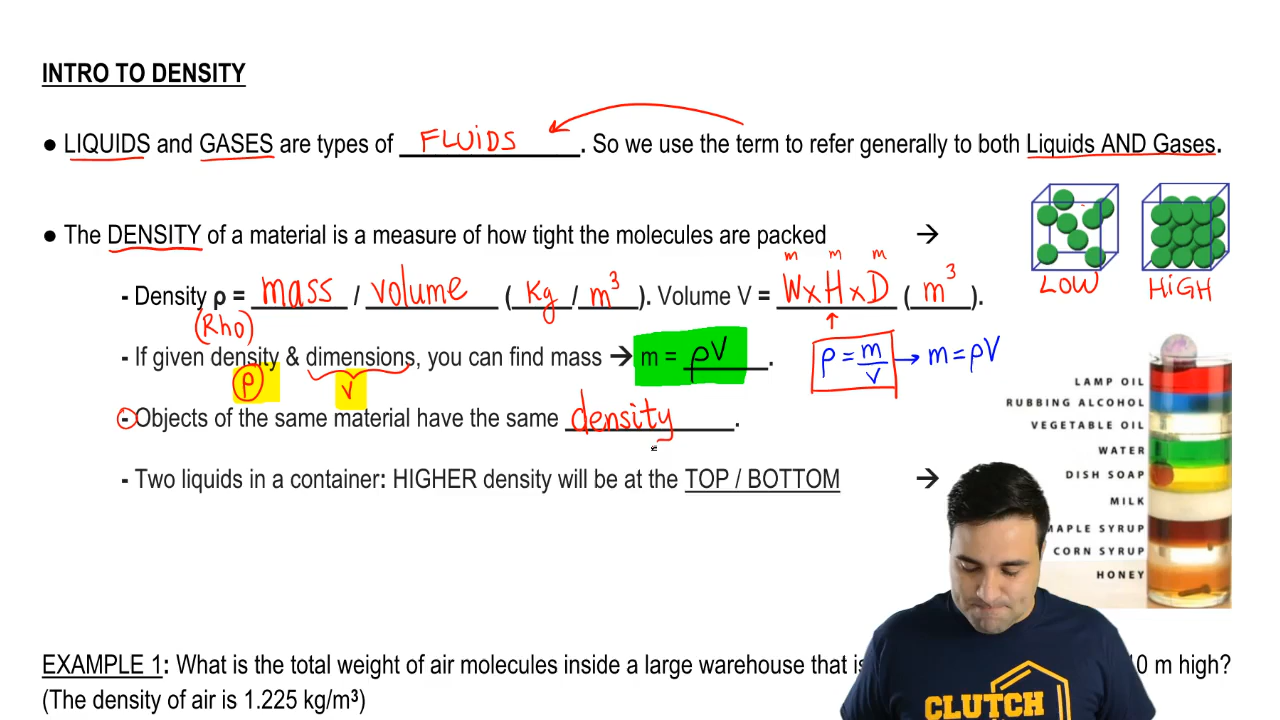 INTRO TO DENSITY
● LIQUIDS and GASES are types of FLUIDS. So we use the term to refer generally to both Liquids AND Gases.
● The DENSITY of a material is a measure of how tight the molecules are packed →
LOW HIGH
m m m
- Density ρ = mass / volume (Kg/m³). Volume V = W x H x D (m³).
(Rho)
- If given density & dimensions, you can find mass → m = ρV. ρ = m/V → m = ρV
ρ V
- Objects of the same material have the same density.
- Two liquids in a container: HIGHER density will be at the TOP / BOTTOM →
LAMP OIL
RUBBING ALCOHOL
VEGETABLE OIL
WATER
DISH SOAP
MILK
MAPLE SYRUP
CORN SYRUP
HONEY
EXAMPLE 1: What is the total weight of air molecules inside a large warehouse that is 10 m high?
(The density of air is 1.225 kg/m³)
CLUTCH